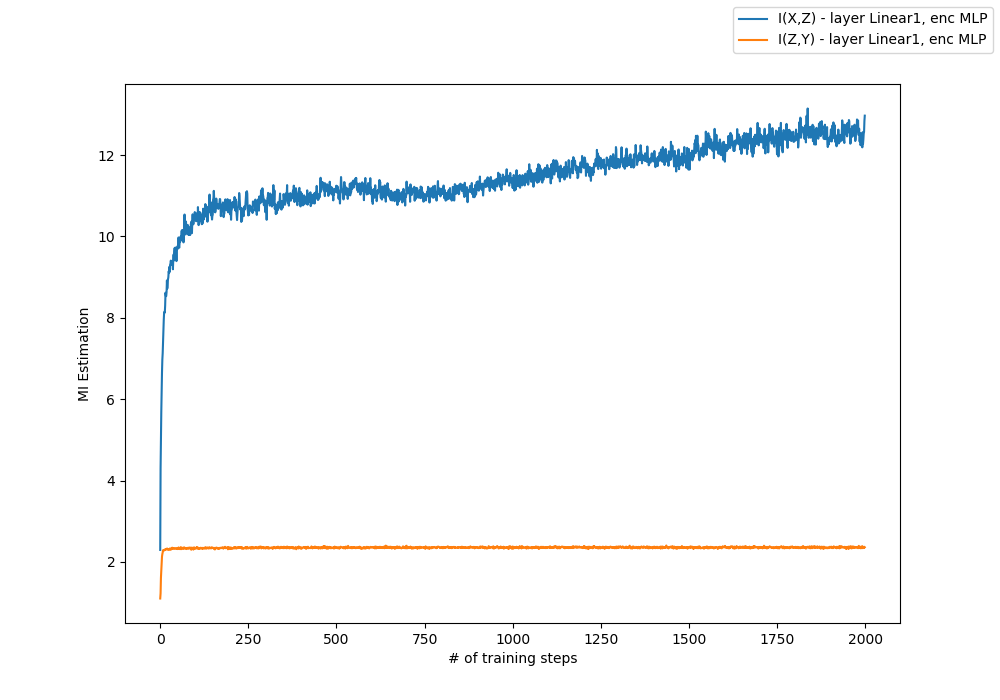 I(X,Z) - layer Linear1, enc MLP
I(Z,Y) - layer Linear1, enc MLP
12
10
8
6
4
2
MI Estimation
0 250 500 750 1000 1250 1500 1750 2000
# of training steps